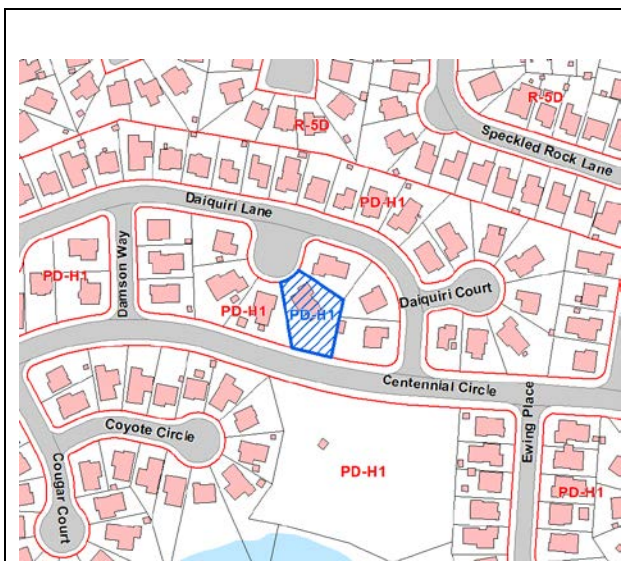 R-5D
R-5D
Speckled Rock Lane
Daiquiri Lane
PD-H1
Damson Way
PD-H1
PD-H1
PD-H1
Daiquiri Court
Centennial Circle
Coyote Circle
Cougar Court
PD-H1
Ewing Place
PD-H1